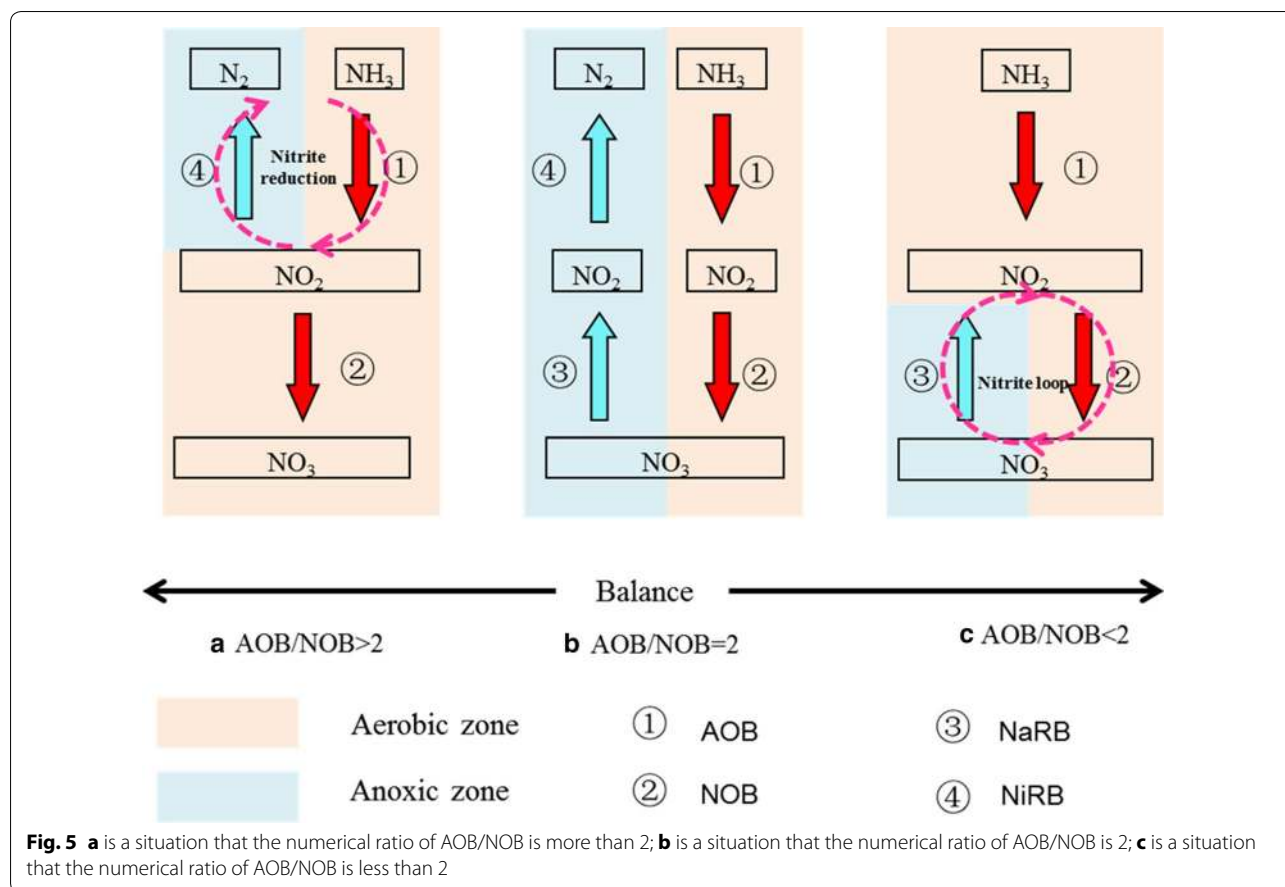 N₂ NH₃
④ Nitrite reduction ①
NO₂
②
NO₃
N₂ NH₃
④ ①
NO₂ NO₂
③ ②
NO₃
NH₃
①
NO₂
③ Nitrite loop ②
NO₃
Balance
a AOB/NOB>2 b AOB/NOB=2 c AOB/NOB<2
Aerobic zone ① AOB ③ NaRB
Anoxic zone ② NOB ④ NiRB
Fig. 5 a is a situation that the numerical ratio of AOB/NOB is more than 2; b is a situation that the numerical ratio of AOB/NOB is 2; c is a situation
that the numerical ratio of AOB/NOB is less than 2